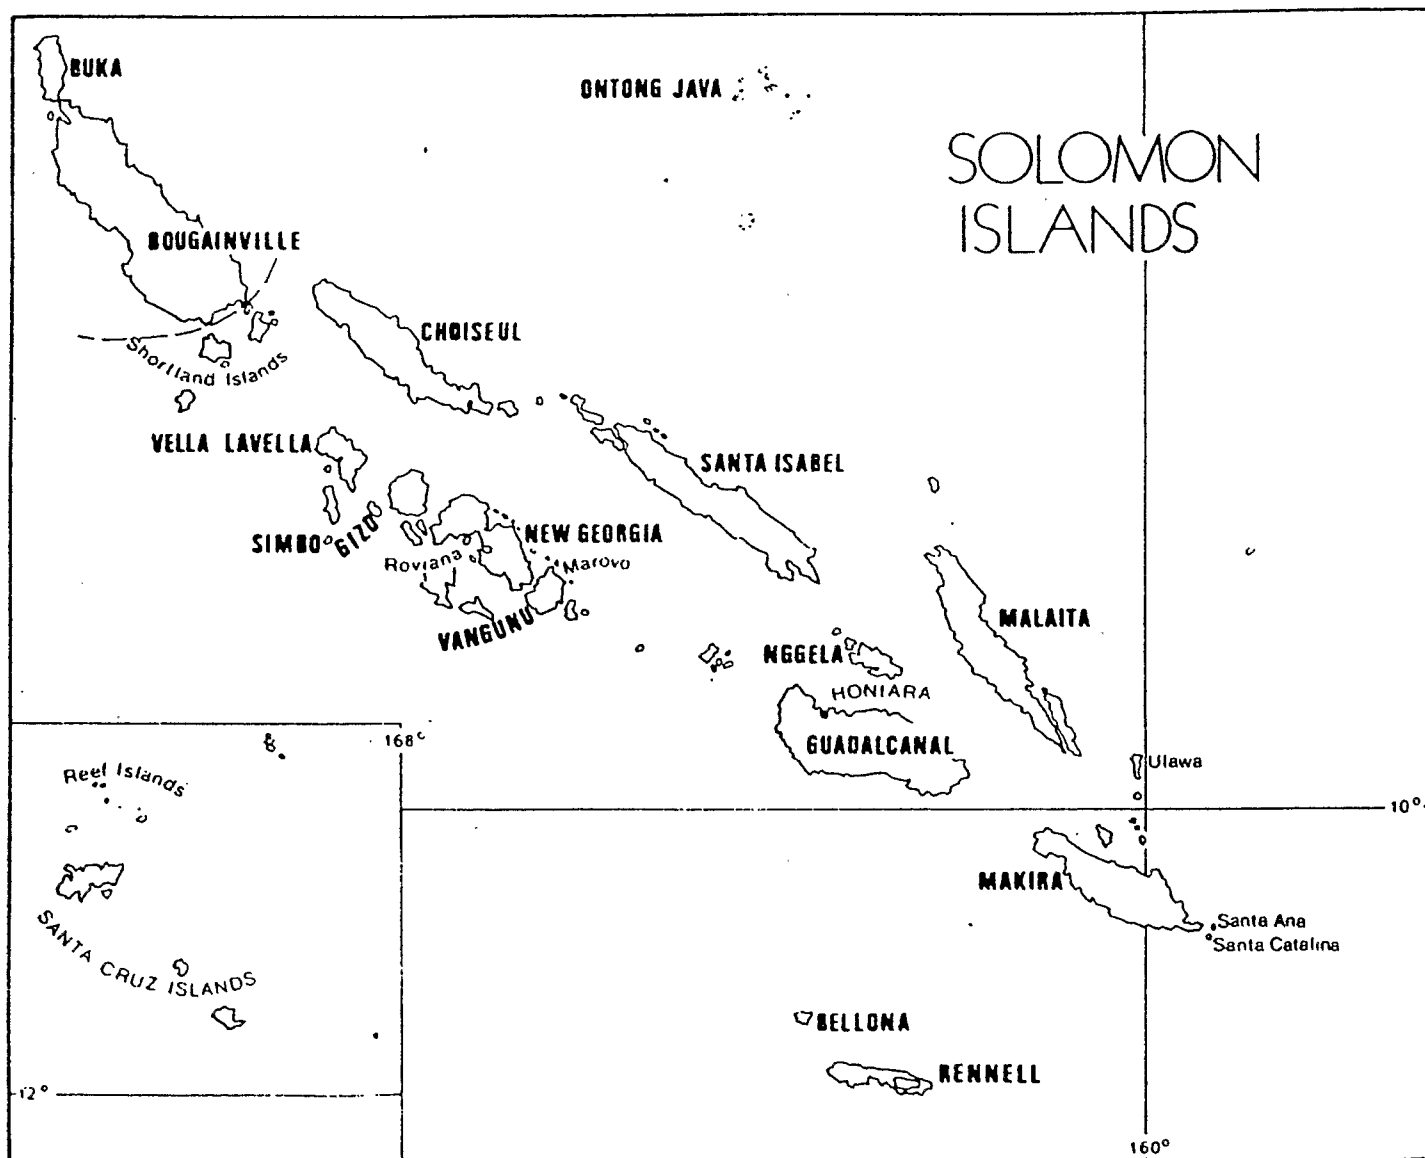 BUKA
ONTONG JAVA
SOLOMON
ISLANDS
BOUGAINVILLE
CHOISEUL
Shortland Islands
VELLA LAVELLA
SANTA ISABEL
SIMBO
GIZO
NEW GEORGIA
Roviana
Marovo
VANGUNU
MALAITA
NGGELA
HONIARA
GUADALCANAL
168°
Ulawa
Reef Islands
10°
MAKIRA
Santa Ana
Santa Catalina
SANTA CRUZ ISLANDS
BELLONA
RENNELL
12°
160°